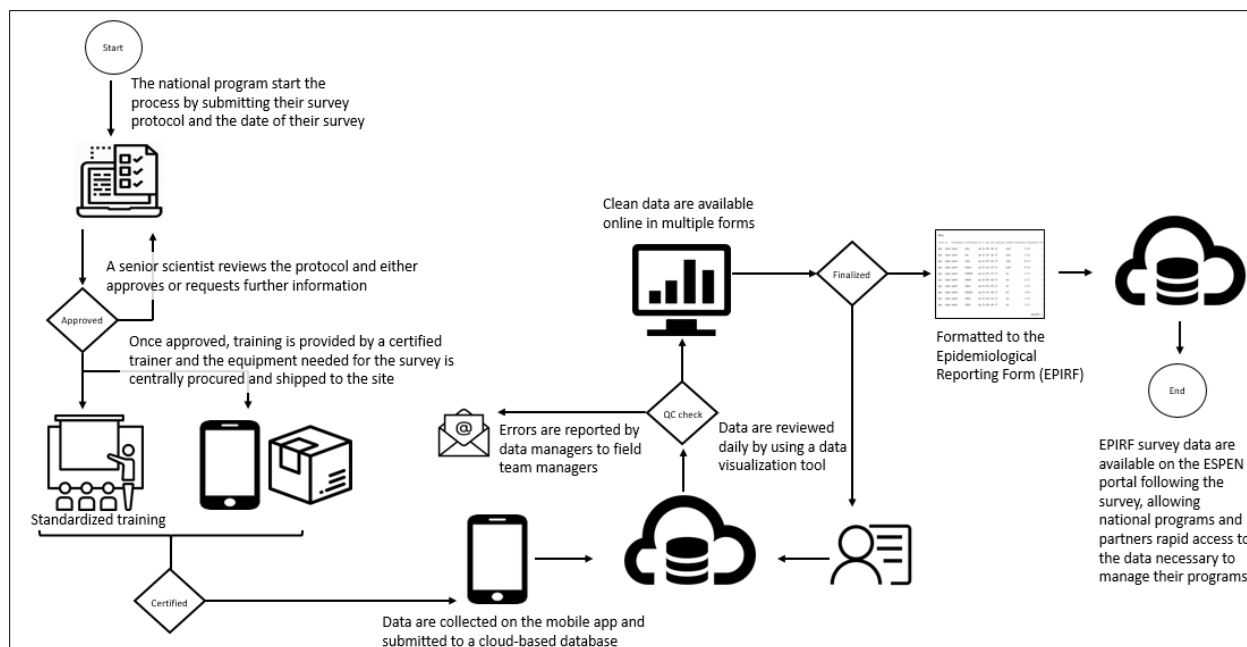 Start
The national program start the
process by submitting their survey
protocol and the date of their survey
A senior scientist reviews the protocol and either
approves or requests further information
Approved
Once approved, training is provided by a certified
trainer and the equipment needed for the survey is
centrally procured and shipped to the site
Standardized training
Certified
Data are collected on the mobile app and
submitted to a cloud-based database
@
Errors are reported by
data managers to field
team managers
QC check
Data are reviewed
daily by using a data
visualization tool
Clean data are available
online in multiple forms
Finalized
Formatted to the
Epidemiological
Reporting Form (EPIRF)
End
EPIRF survey data are
available on the ESPEN
portal following the
survey, allowing
national programs and
partners rapid access to
the data necessary to
manage their programs